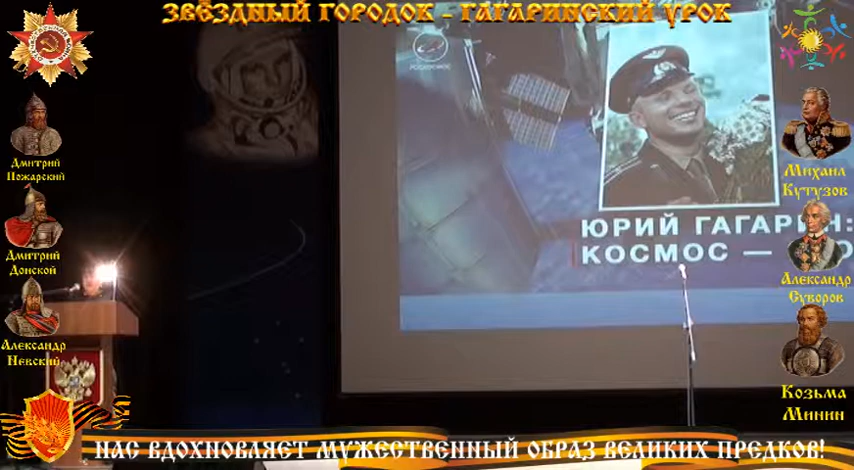 ЗВЁЗДНЫЙ ГОРОДОК - ГАГАРИНСКИЙ УРОК
РОСКОСМОС
Дмитрий
Пожарский
Дмитрий
Донской
Александр
Невский
ЮРИЙ ГАГАРИН:
КОСМОС —
Михаил
Кутузов
Александр
Суворов
Козьма
Минин
НАС ВДОХНОВЛЯЕТ МУЖЕСТВЕННЫЙ ОБРАЗ ВЕЛИКИХ ПРЕДКОВ!